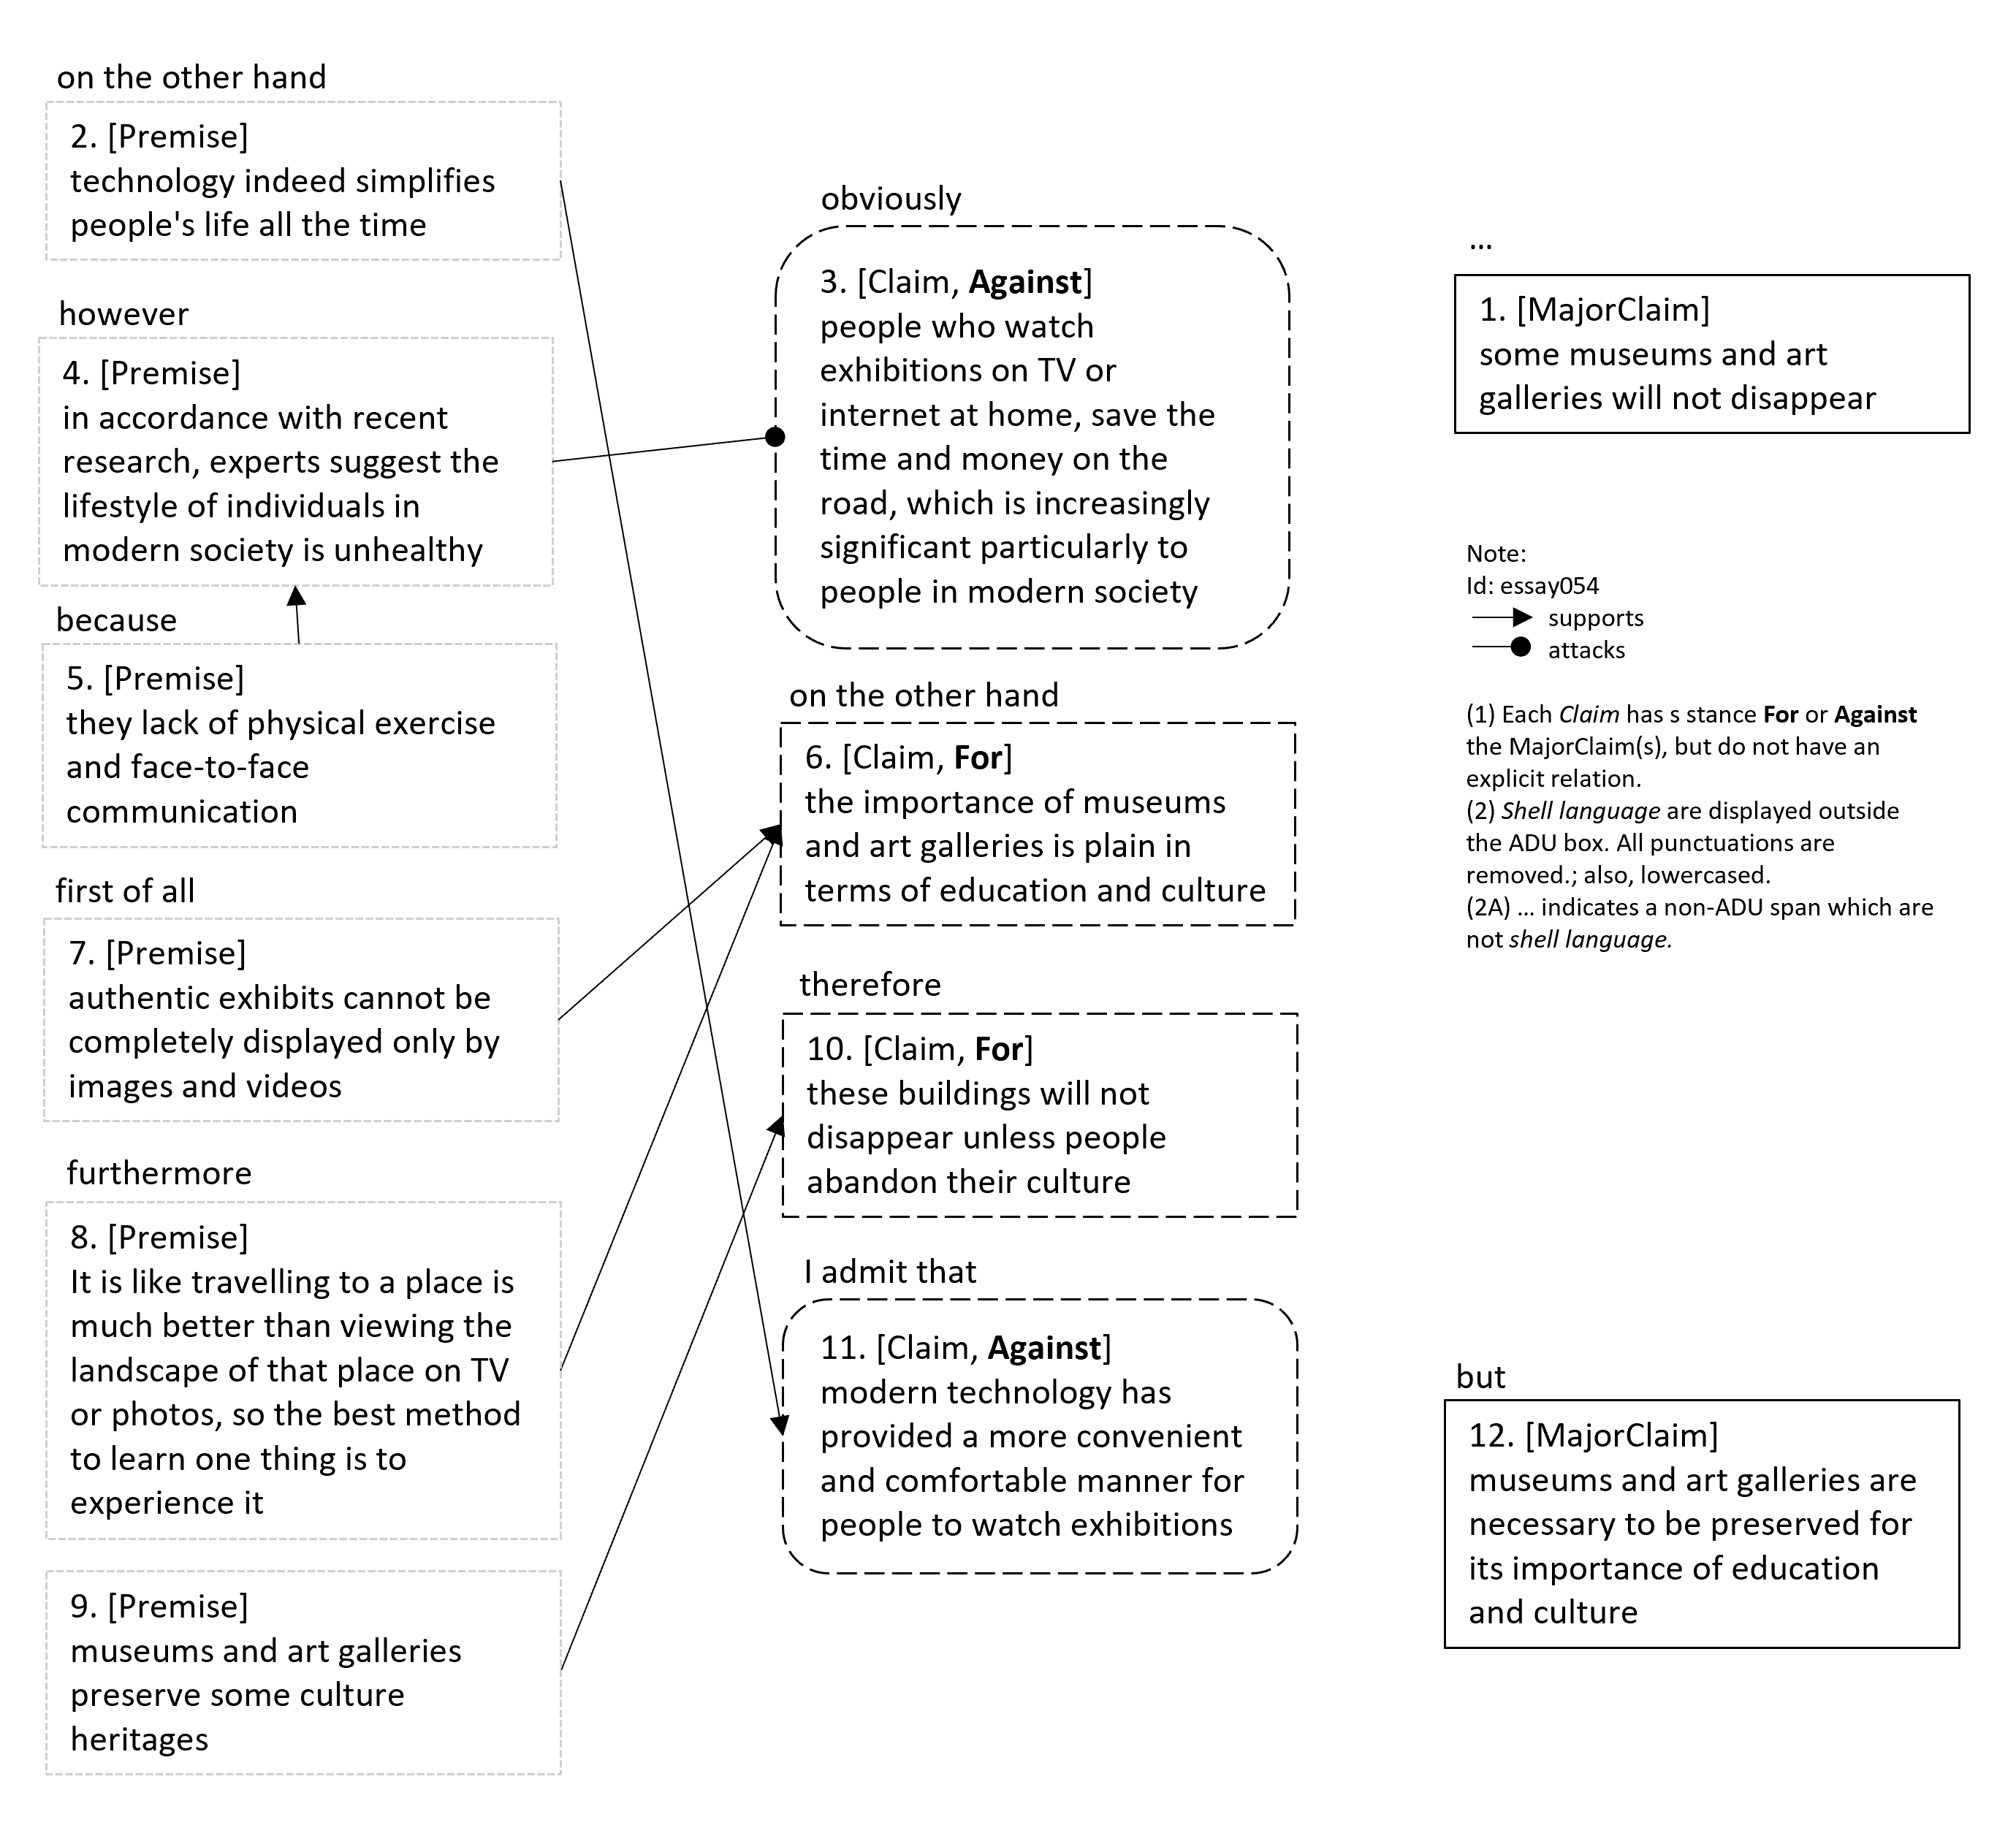 on the other hand
2. [Premise]
technology indeed simplifies
people's life all the time
however
4. [Premise]
in accordance with recent
research, experts suggest the
lifestyle of individuals in
modern society is unhealthy
because
5. [Premise]
they lack of physical exercise
and face-to-face
communication
first of all
7. [Premise]
authentic exhibits cannot be
completely displayed only by
images and videos
furthermore
8. [Premise]
It is like travelling to a place is
much better than viewing the
landscape of that place on TV
or photos, so the best method
to learn one thing is to
experience it
9. [Premise]
museums and art galleries
preserve some culture
heritages
obviously
3. [Claim, Against]
people who watch
exhibitions on TV or
internet at home, save the
time and money on the
road, which is increasingly
significant particularly to
people in modern society
on the other hand
6. [Claim, For]
the importance of museums
and art galleries is plain in
terms of education and culture
therefore
10. [Claim, For]
these buildings will not
disappear unless people
abandon their culture
I admit that
11. [Claim, Against]
modern technology has
provided a more convenient
and comfortable manner for
people to watch exhibitions
...
1. [MajorClaim]
some museums and art
galleries will not disappear
Note:
Id: essay054
supports
attacks
(1) Each Claim has s stance For or Against
the MajorClaim(s), but do not have an
explicit relation.
(2) Shell language are displayed outside
the ADU box. All punctuations are
removed.; also, lowercased.
(2A) ... indicates a non-ADU span which are
not shell language.
but
12. [MajorClaim]
museums and art galleries are
necessary to be preserved for
its importance of education
and culture